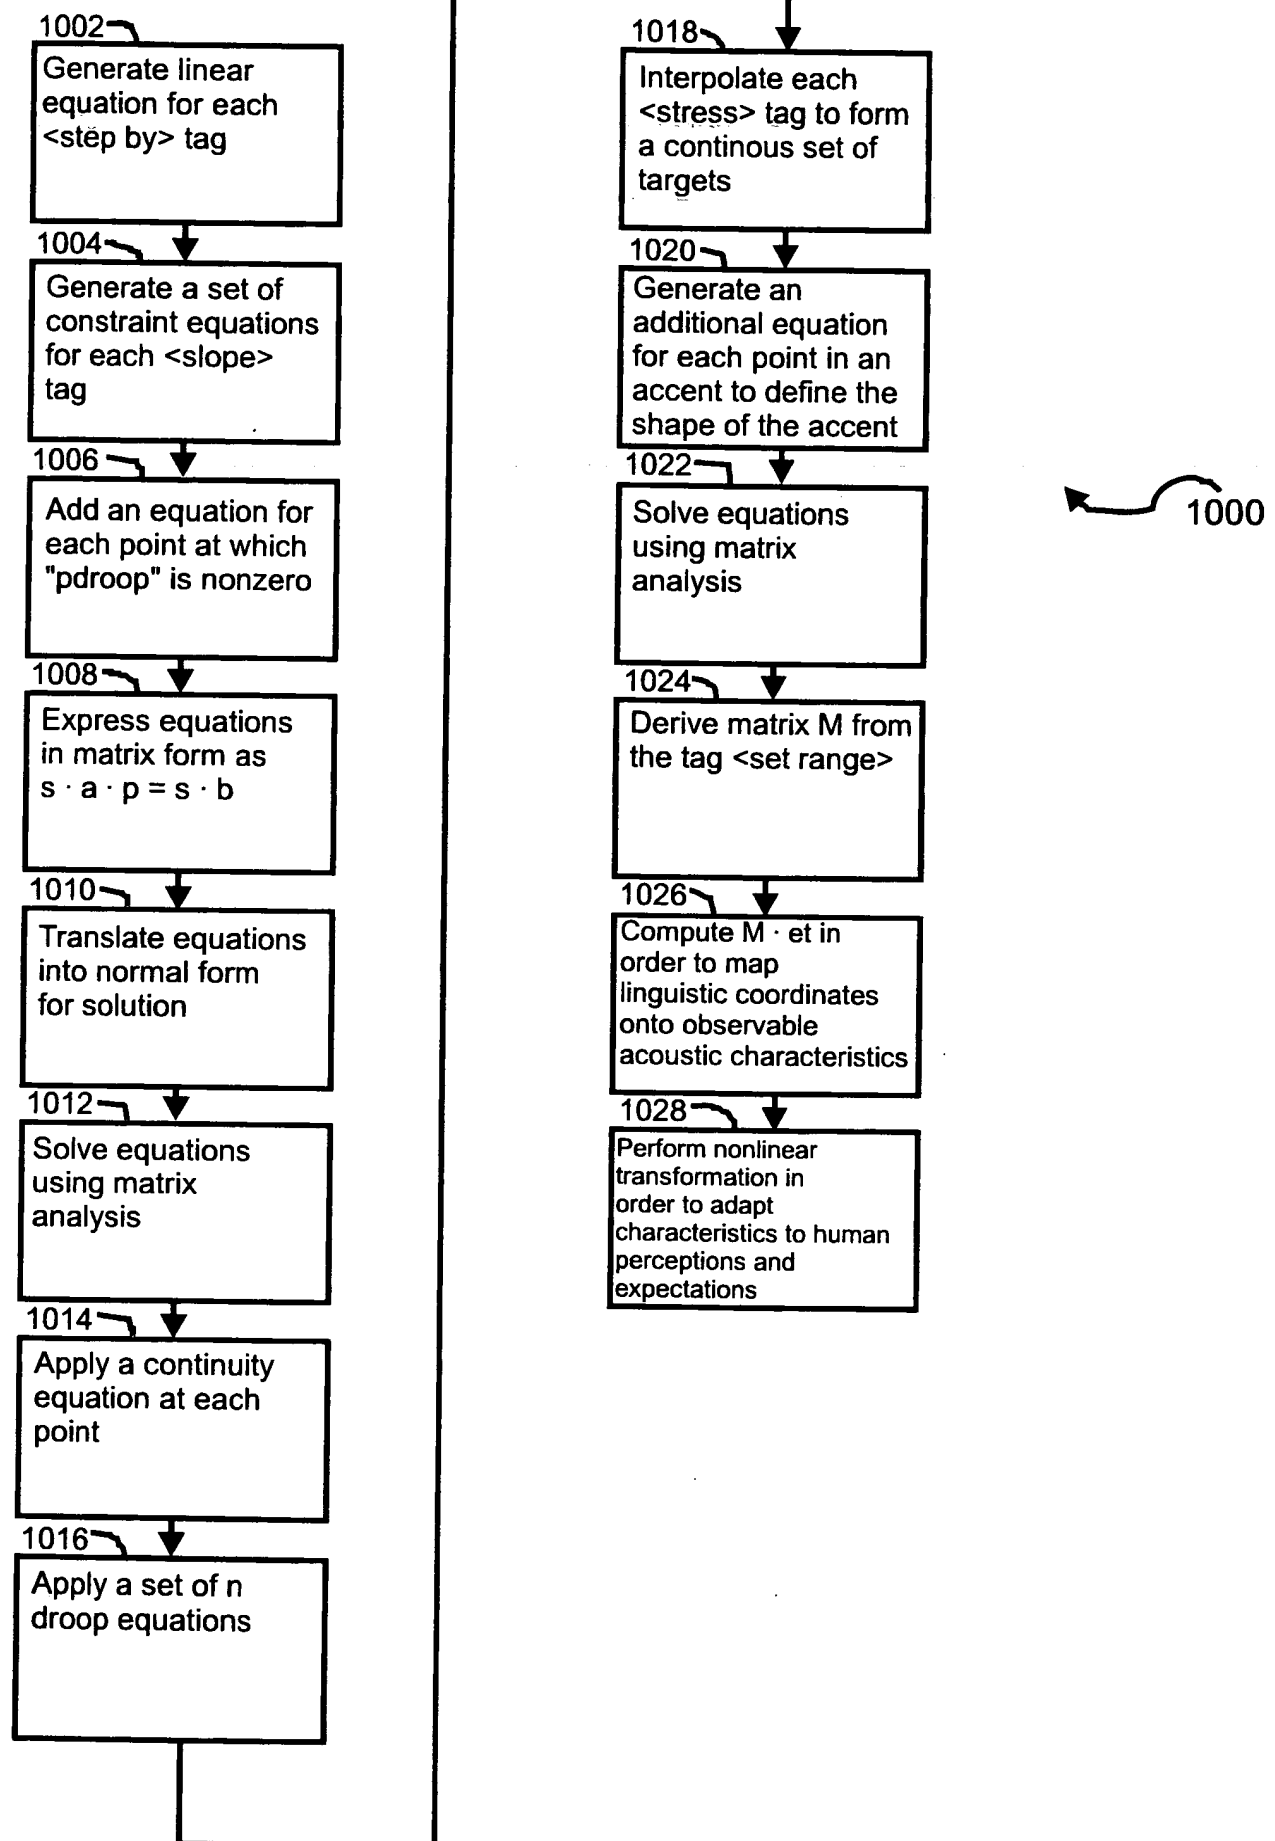 1002
Generate linear
equation for each
<step by> tag
1004
Generate a set of
constraint equations
for each <slope>
tag
1006
Add an equation for
each point at which
"pdroop" is nonzero
1008
Express equations
in matrix form as
s · a · p = s · b
1010
Translate equations
into normal form
for solution
1012
Solve equations
using matrix
analysis
1014
Apply a continuity
equation at each
point
1016
Apply a set of n
droop equations
1018
Interpolate each
<stress> tag to form
a continous set of
targets
1020
Generate an
additional equation
for each point in an
accent to define the
shape of the accent
1022
Solve equations
using matrix
analysis
1024
Derive matrix M from
the tag <set range>
1026
Compute M · et in
order to map
linguistic coordinates
onto observable
acoustic characteristics
1028
Perform nonlinear
transformation in
order to adapt
characteristics to human
perceptions and
expectations
1000